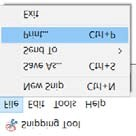 Snipping Tool
File Edit Tools Help
New Snip Ctrl+N
Save As... Ctrl+S
Send To
Print... Ctrl+P
Exit